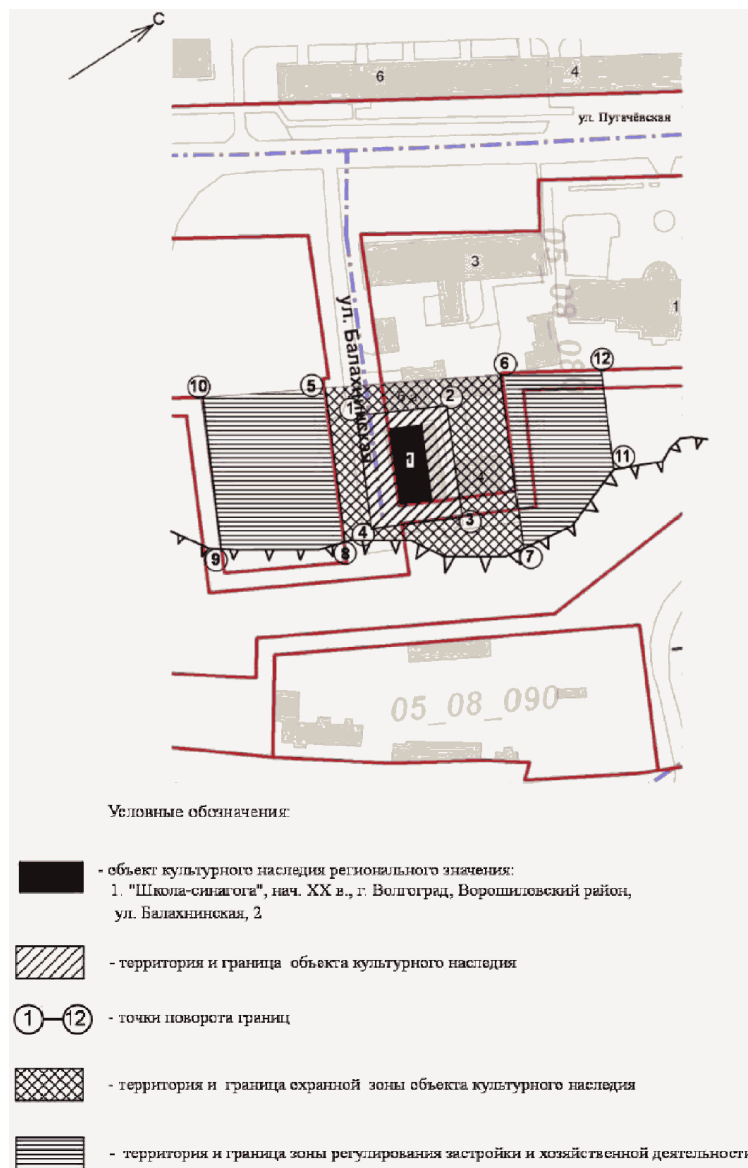 С
6
4
ул. Пугачёвская
3
05_08_080
1
ул. Балахнинская
10
5
6
12
1
2
1
11
4
3
9
8
7
05_08_090
Условные обозначения:
- объект культурного наследия регионального значения:
1. "Школа-синагога", нач. XX в., г. Волгоград, Ворошиловский район,
ул. Балахнинская, 2
- территория и граница объекта культурного наследия
1 12 - точки поворота границ
- территория и граница охранной зоны объекта культурного наследия
- территория и граница зоны регулирования застройки и хозяйственной деятельност